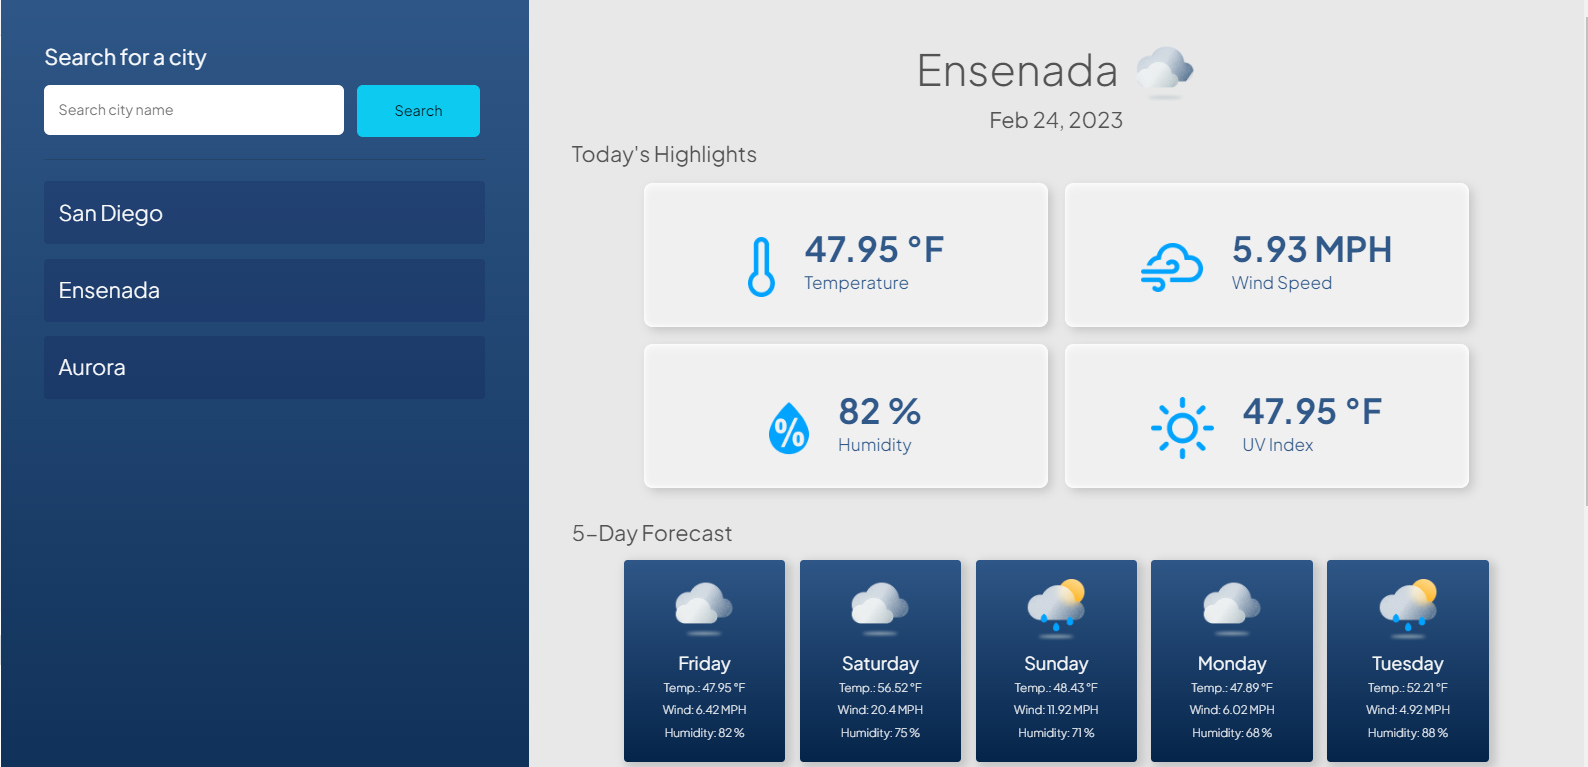 Search for a city
Search city name
Search
San Diego
Ensenada
Aurora
Ensenada
Feb 24, 2023
Today's Highlights
47.95 °F
Temperature
5.93 MPH
Wind Speed
%
82 %
Humidity
47.95 °F
UV Index
5-Day Forecast
Friday
Temp.: 47.95 °F
Wind: 6.42 MPH
Humidity: 82 %
Saturday
Temp.: 56.52 °F
Wind: 20.4 MPH
Humidity: 75 %
Sunday
Temp.: 48.43 °F
Wind: 11.92 MPH
Humidity: 71 %
Monday
Temp.: 47.89 °F
Wind: 6.02 MPH
Humidity: 68 %
Tuesday
Temp.: 52.21 °F
Wind: 4.92 MPH
Humidity: 88 %